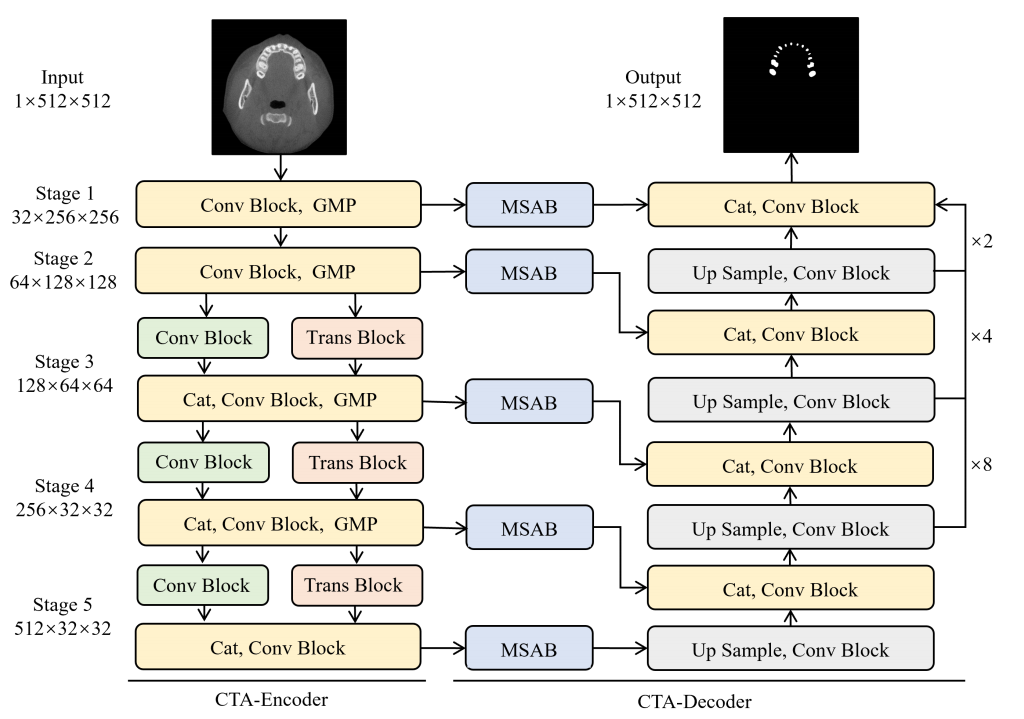 Input
1×512×512
Output
1×512×512
Stage 1
32×256×256
Conv Block, GMP
MSAB
Cat, Conv Block
×2
Stage 2
64×128×128
Conv Block, GMP
MSAB
Up Sample, Conv Block
Conv Block
Trans Block
Cat, Conv Block
×4
Stage 3
128×64×64
Cat, Conv Block, GMP
MSAB
Up Sample, Conv Block
Conv Block
Trans Block
Cat, Conv Block
×8
Stage 4
256×32×32
Cat, Conv Block, GMP
MSAB
Up Sample, Conv Block
Conv Block
Trans Block
Cat, Conv Block
Stage 5
512×32×32
Cat, Conv Block
MSAB
Up Sample, Conv Block
CTA-Encoder
CTA-Decoder